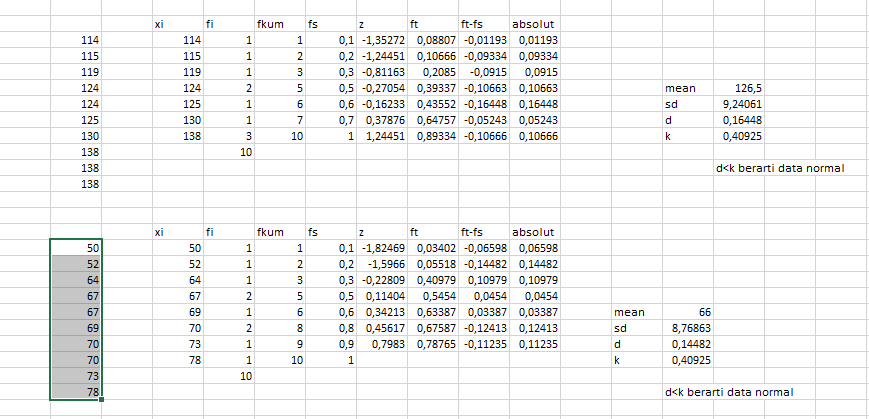 xi fi fkum fs z ft ft-fs absolut
114 114 1 1 0,1 -1,35272 0,08807 -0,01193 0,01193
115 115 1 2 0,2 -1,24451 0,10666 -0,09334 0,09334
119 119 1 3 0,3 -0,81163 0,2085 -0,0915 0,0915
124 124 2 5 0,5 -0,27054 0,39337 -0,10663 0,10663 mean 126,5
124 125 1 6 0,6 -0,16233 0,43552 -0,16448 0,16448 sd 9,24061
125 130 1 7 0,7 0,37876 0,64757 -0,05243 0,05243 d 0,16448
130 138 3 10 1 1,24451 0,89334 -0,10666 0,10666 k 0,40925
138 10
138 d<k berarti data normal
138
xi fi fkum fs z ft ft-fs absolut
50 50 1 1 0,1 -1,82469 0,03402 -0,06598 0,06598
52 52 1 2 0,2 -1,5966 0,05518 -0,14482 0,14482
64 64 1 3 0,3 -0,22809 0,40979 0,10979 0,10979
67 67 2 5 0,5 0,11404 0,5454 0,0454 0,0454
67 69 1 6 0,6 0,34213 0,63387 0,03387 0,03387 mean 66
69 70 2 8 0,8 0,45617 0,67587 -0,12413 0,12413 sd 8,76863
70 73 1 9 0,9 0,7983 0,78765 -0,11235 0,11235 d 0,14482
70 78 1 10 1 k 0,40925
73 10
78 d<k berarti data normal